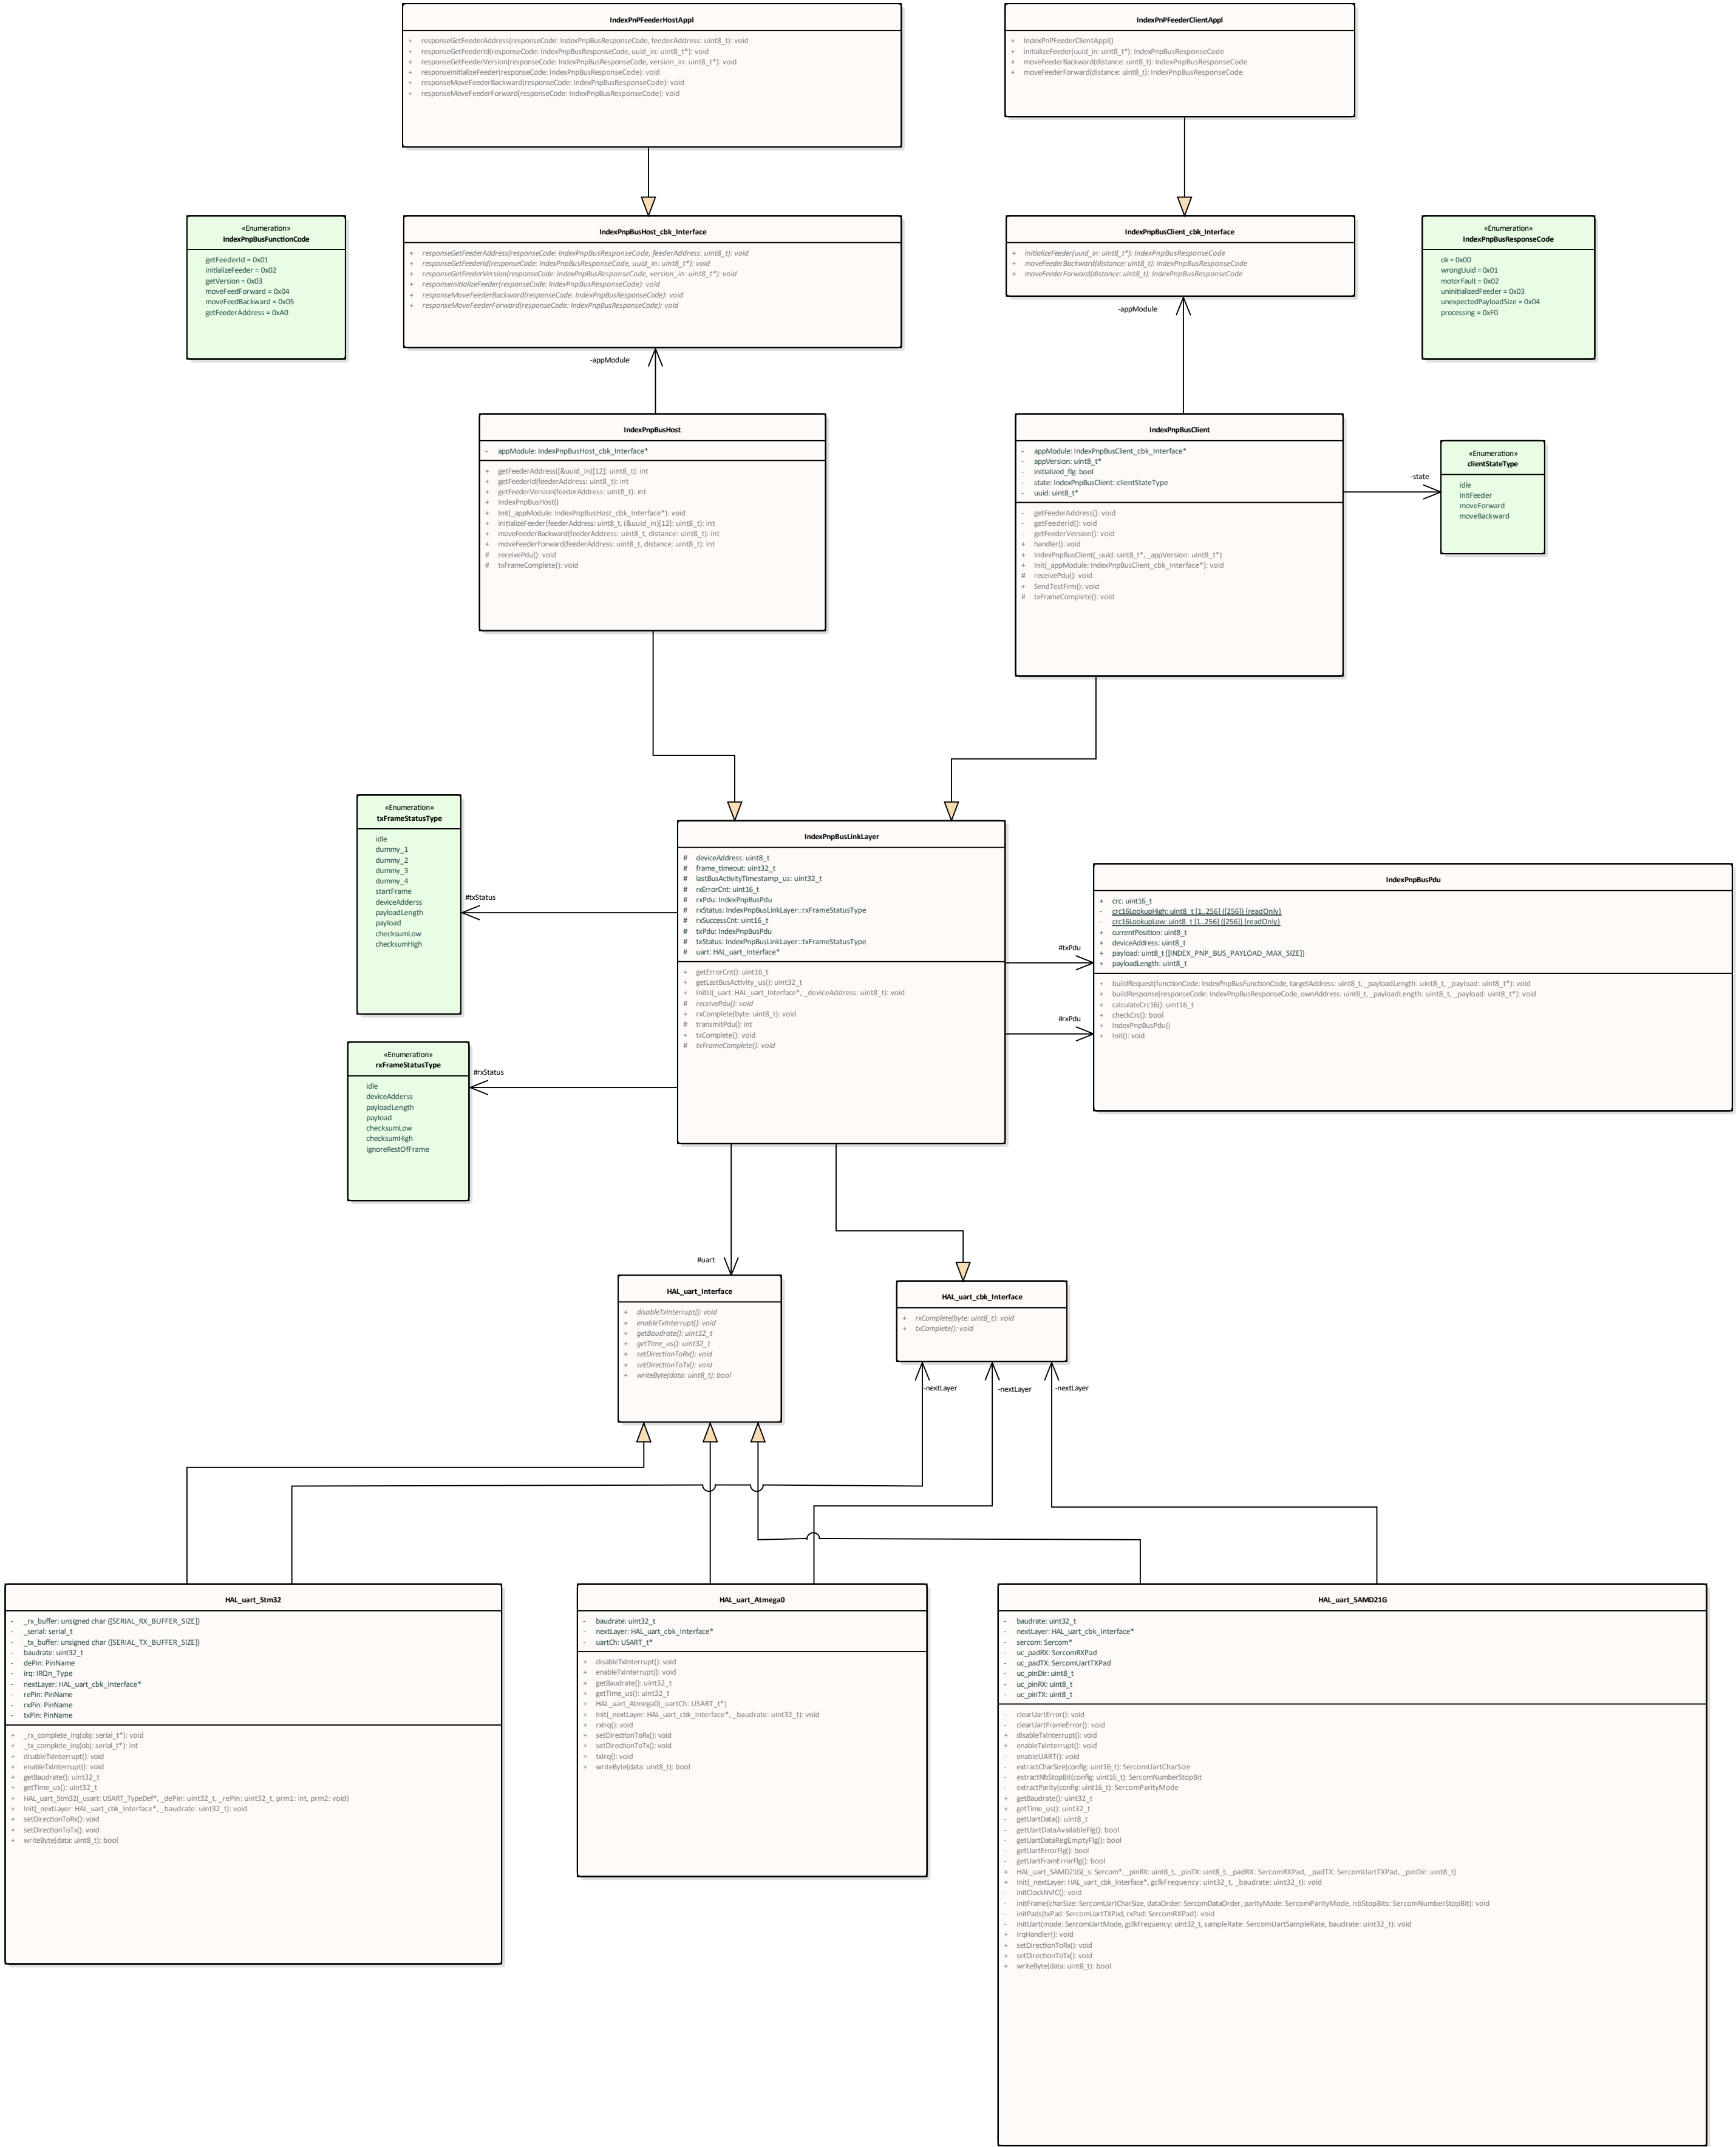 IndexPnPFeederHostAppl
+ responseGetFeederAddress(responseCode: IndexPnpBusResponseCode, feederAddress: uint8_t): void
+ responseGetFeederId(responseCode: IndexPnpBusResponseCode, uuid_in: uint8_t*): void
+ responseGetFeederVersion(responseCode: IndexPnpBusResponseCode, version_in: uint8_t*): void
+ responseInitializeFeeder(responseCode: IndexPnpBusResponseCode): void
+ responseMoveFeederBackward(responseCode: IndexPnpBusResponseCode): void
+ responseMoveFeederForward(responseCode: IndexPnpBusResponseCode): void
IndexPnPFeederClientAppl
+ IndexPnPFeederClientAppl()
+ initializeFeeder(uuid_in: uint8_t*): IndexPnpBusResponseCode
+ moveFeederBackward(distance: uint8_t): IndexPnpBusResponseCode
+ moveFeederForward(distance: uint8_t): IndexPnpBusResponseCode
«Enumeration»
IndexPnpBusFunctionCode
getFeederId = 0x01
initializeFeeder = 0x02
getVersion = 0x03
moveFeedForward = 0x04
moveFeedBackward = 0x05
getFeederAddress = 0xA0
IndexPnpBusHost_cbk_Interface
+ responseGetFeederAddress(responseCode: IndexPnpBusResponseCode, feederAddress: uint8_t): void
+ responseGetFeederId(responseCode: IndexPnpBusResponseCode, uuid_in: uint8_t*): void
+ responseGetFeederVersion(responseCode: IndexPnpBusResponseCode, version_in: uint8_t*): void
+ responseInitializeFeeder(responseCode: IndexPnpBusResponseCode): void
+ responseMoveFeederBackward(responseCode: IndexPnpBusResponseCode): void
+ responseMoveFeederForward(responseCode: IndexPnpBusResponseCode): void
IndexPnpBusClient_cbk_Interface
+ initializeFeeder(uuid_in: uint8_t*): IndexPnpBusResponseCode
+ moveFeederBackward(distance: uint8_t): IndexPnpBusResponseCode
+ moveFeederForward(distance: uint8_t): IndexPnpBusResponseCode
«Enumeration»
IndexPnpBusResponseCode
ok = 0x00
wrongUuid = 0x01
motorFault = 0x02
uninitializedFeeder = 0x03
unexpectedPayloadSize = 0x04
processing = 0xF0
-appModule
-appModule
IndexPnpBusHost
- appModule: IndexPnpBusHost_cbk_Interface*
+ getFeederAddress((&uuid_in)[12]: uint8_t): int
+ getFeederId(feederAddress: uint8_t): int
+ getFeederVersion(feederAddress: uint8_t): int
+ IndexPnpBusHost()
+ Init(_appModule: IndexPnpBusHost_cbk_Interface*): void
+ initializeFeeder(feederAddress: uint8_t, (&uuid_in)[12]: uint8_t): int
+ moveFeederBackward(feederAddress: uint8_t, distance: uint8_t): int
+ moveFeederForward(feederAddress: uint8_t, distance: uint8_t): int
# receivePdu(): void
# txFrameComplete(): void
IndexPnpBusClient
- appModule: IndexPnpBusClient_cbk_Interface*
- appVersion: uint8_t*
- initialized_flg: bool
- state: IndexPnpBusClient::clientStateType
- uuid: uint8_t*
- getFeederAddress(): void
- getFeederId(): void
- getFeederVersion(): void
+ handler(): void
+ IndexPnpBusClient(_uuid: uint8_t*, _appVersion: uint8_t*)
+ Init(_appModule: IndexPnpBusClient_cbk_Interface*): void
# receivePdu(): void
+ SendTestFrm(): void
# txFrameComplete(): void
-state
«Enumeration»
clientStateType
idle
initFeeder
moveForward
moveBackward
«Enumeration»
txFrameStatusType
idle
dummy_1
dummy_2
dummy_3
dummy_4
startFrame
deviceAdderss
payloadLength
payload
checksumLow
checksumHigh
#txStatus
IndexPnpBusLinkLayer
# deviceAddress: uint8_t
# frame_timeout: uint32_t
# lastBusActivityTimestamp_us: uint32_t
# rxErrorCnt: uint16_t
# rxPdu: IndexPnpBusPdu
# rxStatus: IndexPnpBusLinkLayer::rxFrameStatusType
# rxSuccessCnt: uint16_t
# txPdu: IndexPnpBusPdu
# txStatus: IndexPnpBusLinkLayer::txFrameStatusType
# uart: HAL_uart_Interface*
+ getErrorCnt(): uint16_t
+ getLastBusActivity_us(): uint32_t
+ InitLl(_uart: HAL_uart_Interface*, _deviceAddress: uint8_t): void
# receivePdu(): void
+ rxComplete(byte: uint8_t): void
# transmitPdu(): int
+ txComplete(): void
# txFrameComplete(): void
#txPdu
#rxPdu
IndexPnpBusPdu
+ crc: uint16_t
- crc16LookupHigh: uint8_t [1..256] ([256]) {readOnly}
- crc16LookupLow: uint8_t [1..256] ([256]) {readOnly}
+ currentPosition: uint8_t
+ deviceAddress: uint8_t
+ payload: uint8_t ([INDEX_PNP_BUS_PAYLOAD_MAX_SIZE])
+ payloadLength: uint8_t
+ buildRequest(functionCode: IndexPnpBusFunctionCode, targetAddress: uint8_t, _payloadLength: uint8_t, _payload: uint8_t*): void
+ buildResponse(responseCode: IndexPnpBusResponseCode, ownAddress: uint8_t, _payloadLength: uint8_t, _payload: uint8_t*): void
+ calculateCrc16(): uint16_t
+ checkCrc(): bool
+ IndexPnpBusPdu()
+ Init(): void
«Enumeration»
rxFrameStatusType
idle
deviceAdderss
payloadLength
payload
checksumLow
checksumHigh
ignoreRestOfFrame
#rxStatus
#uart
HAL_uart_Interface
+ disableTxInterrupt(): void
+ enableTxInterrupt(): void
+ getBaudrate(): uint32_t
+ getTime_us(): uint32_t
+ setDirectionToRx(): void
+ setDirectionToTx(): void
+ writeByte(data: uint8_t): bool
HAL_uart_cbk_Interface
+ rxComplete(byte: uint8_t): void
+ txComplete(): void
-nextLayer
-nextLayer
-nextLayer
HAL_uart_Stm32
- _rx_buffer: unsigned char ([SERIAL_RX_BUFFER_SIZE])
- _serial: serial_t
- _tx_buffer: unsigned char ([SERIAL_TX_BUFFER_SIZE])
- baudrate: uint32_t
- dePin: PinName
- irq: IRQn_Type
- nextLayer: HAL_uart_cbk_Interface*
- rePin: PinName
- rxPin: PinName
- txPin: PinName
+ _rx_complete_irq(obj: serial_t*): void
+ _tx_complete_irq(obj: serial_t*): int
+ disableTxInterrupt(): void
+ enableTxInterrupt(): void
+ getBaudrate(): uint32_t
+ getTime_us(): uint32_t
+ HAL_uart_Stm32(_usart: USART_TypeDef*, _dePin: uint32_t, _rePin: uint32_t, prm1: int, prm2: void)
+ Init(_nextLayer: HAL_uart_cbk_Interface*, _baudrate: uint32_t): void
+ setDirectionToRx(): void
+ setDirectionToTx(): void
+ writeByte(data: uint8_t): bool
HAL_uart_Atmega0
- baudrate: uint32_t
- nextLayer: HAL_uart_cbk_Interface*
- uartCh: USART_t*
+ disableTxInterrupt(): void
+ enableTxInterrupt(): void
+ getBaudrate(): uint32_t
+ getTime_us(): uint32_t
+ HAL_uart_Atmega0(_uartCh: USART_t*)
+ Init(_nextLayer: HAL_uart_cbk_Interface*, _baudrate: uint32_t): void
+ rxIrq(): void
+ setDirectionToRx(): void
+ setDirectionToTx(): void
+ txIrq(): void
+ writeByte(data: uint8_t): bool
HAL_uart_SAMD21G
- baudrate: uint32_t
- nextLayer: HAL_uart_cbk_Interface*
- sercom: Sercom*
- uc_padRX: SercomRXPad
- uc_padTX: SercomUartTXPad
- uc_pinDir: uint8_t
- uc_pinRX: uint8_t
- uc_pinTX: uint8_t
- clearUartError(): void
- clearUartFrameError(): void
+ disableTxInterrupt(): void
+ enableTxInterrupt(): void
- enableUART(): void
- extractCharSize(config: uint16_t): SercomUartCharSize
- extractNbStopBit(config: uint16_t): SercomNumberStopBit
- extractParity(config: uint16_t): SercomParityMode
+ getBaudrate(): uint32_t
+ getTime_us(): uint32_t
- getUartData(): uint8_t
- getUartDataAvailableFlg(): bool
- getUartDataRegEmptyFlg(): bool
- getUartErrorFlg(): bool
- getUartFramErrorFlg(): bool
+ HAL_uart_SAMD21G(_s: Sercom*, _pinRX: uint8_t, _pinTX: uint8_t, _padRX: SercomRXPad, _padTX: SercomUartTXPad, _pinDir: uint8_t)
+ Init(_nextLayer: HAL_uart_cbk_Interface*, gclkFrequency: uint32_t, _baudrate: uint32_t): void
- initClockNVIC(): void
- initFrame(charSize: SercomUartCharSize, dataOrder: SercomDataOrder, parityMode: SercomParityMode, nbStopBits: SercomNumberStopBit): void
- initPads(txPad: SercomUartTXPad, rxPad: SercomRXPad): void
- initUart(mode: SercomUartMode, gclkFrequency: uint32_t, sampleRate: SercomUartSampleRate, baudrate: uint32_t): void
+ IrqHandler(): void
+ setDirectionToRx(): void
+ setDirectionToTx(): void
+ writeByte(data: uint8_t): bool